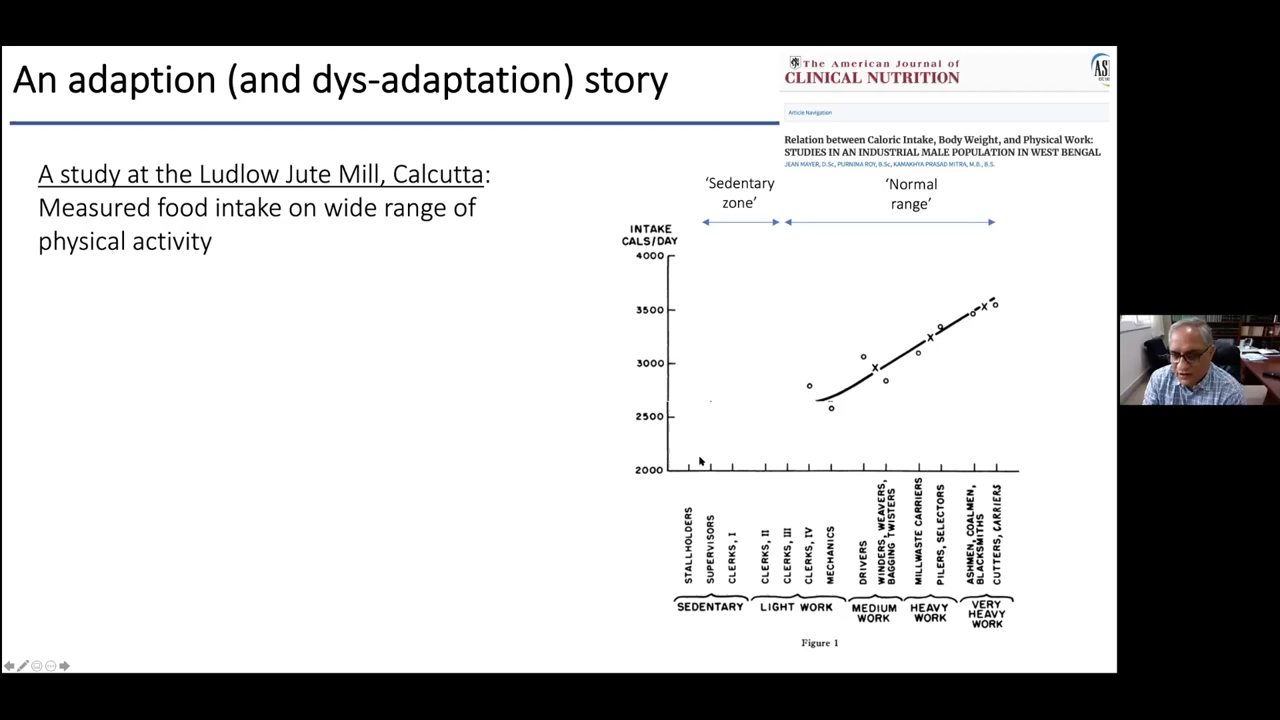 An adaption (and dys-adaptation) story
The American Journal of
CLINICAL NUTRITION
Article Navigation
Relation between Caloric Intake, Body Weight, and Physical Work:
STUDIES IN AN INDUSTRIAL MALE POPULATION IN WEST BENGAL
JEAN MAYER, D.Sc, PURNIMA ROY, B.Sc, KAMAKHYA PRASAD MITRA, M.B., B.S.
A study at the Ludlow Jute Mill, Calcutta:
Measured food intake on wide range of
physical activity
‘Sedentary
zone’
‘Normal
range’
INTAKE
CALS/DAY
4000
3500
3000
2500
2000
STALLHOLDERS
SUPERVISORS
CLERKS, I
CLERKS, II
CLERKS, III
CLERKS, IV
MECHANICS
DRIVERS
WINDERS, WEAVERS,
BAGGING TWISTERS
MILLWASTE CARRIERS
PILERS, SELECTORS
ASHMEN, COALMEN,
BLACKSMITHS
CUTTERS, CARRIERS
SEDENTARY
LIGHT WORK
MEDIUM
WORK
HEAVY
WORK
VERY
HEAVY
WORK
Figure 1